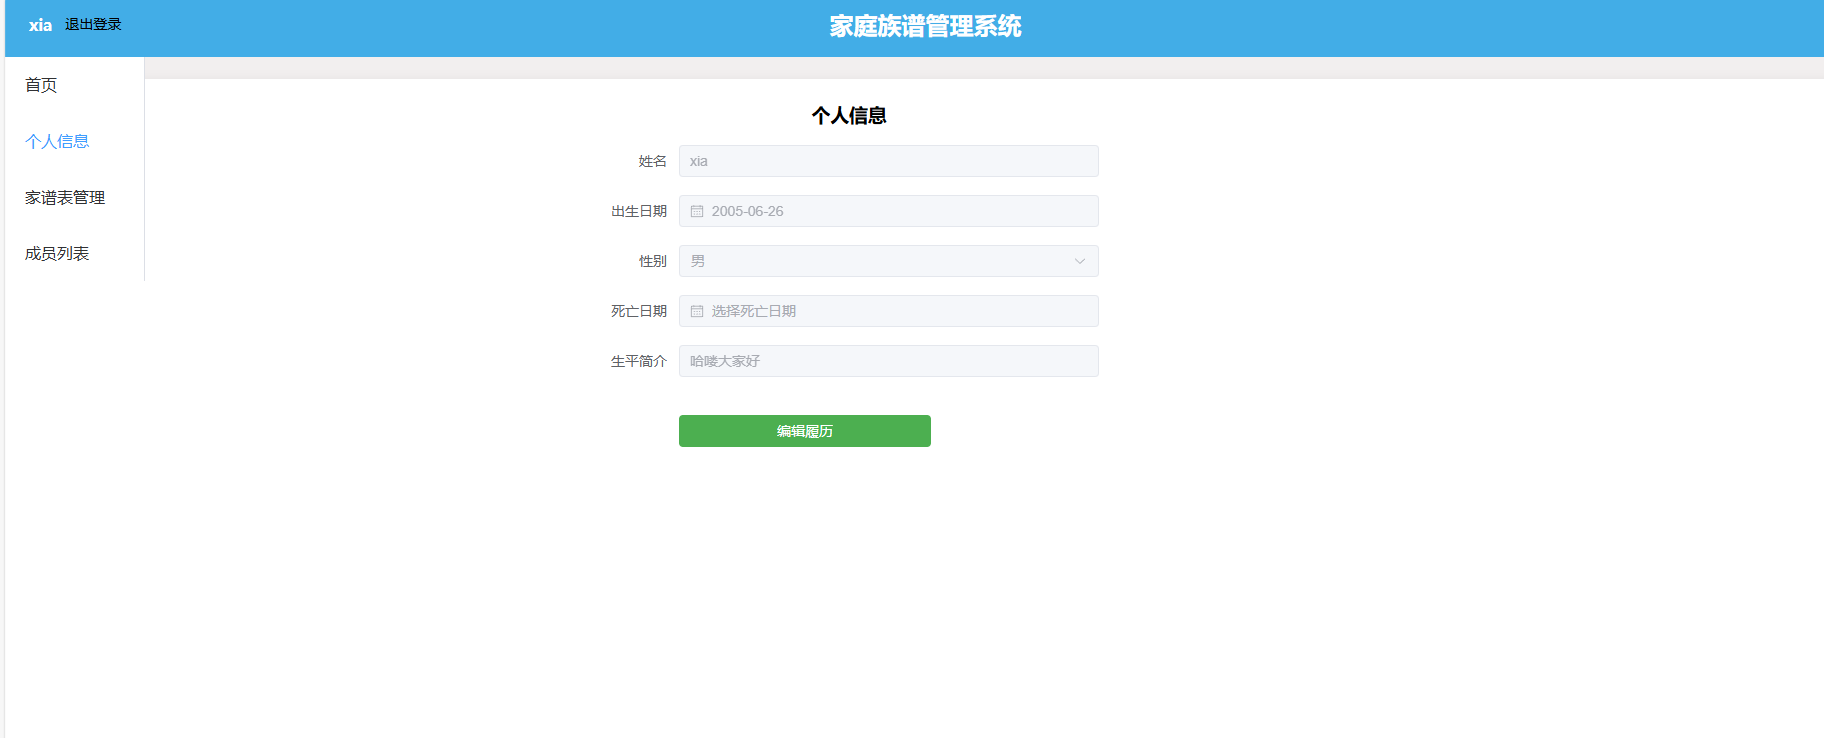 xia 退出登录
家庭族谱管理系统
首页
个人信息
家谱表管理
成员列表
个人信息
姓名 xia
出生日期 2005-06-26
性别 男
死亡日期 选择死亡日期
生平简介 哈喽大家好
编辑履历